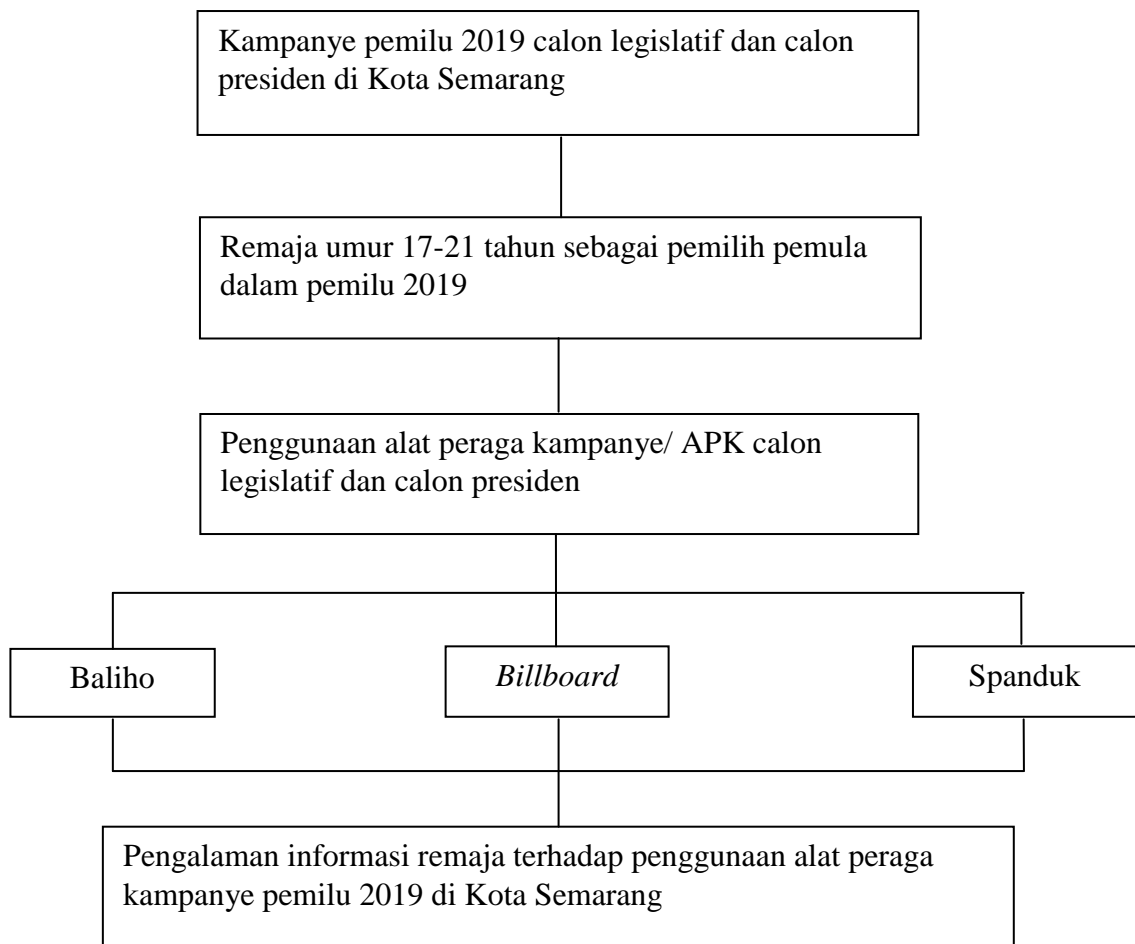 Kampanye pemilu 2019 calon legislatif dan calon
presiden di Kota Semarang
Remaja umur 17-21 tahun sebagai pemilih pemula
dalam pemilu 2019
Penggunaan alat peraga kampanye/ APK calon
legislatif dan calon presiden
Baliho
Billboard
Spanduk
Pengalaman informasi remaja terhadap penggunaan alat peraga
kampanye pemilu 2019 di Kota Semarang